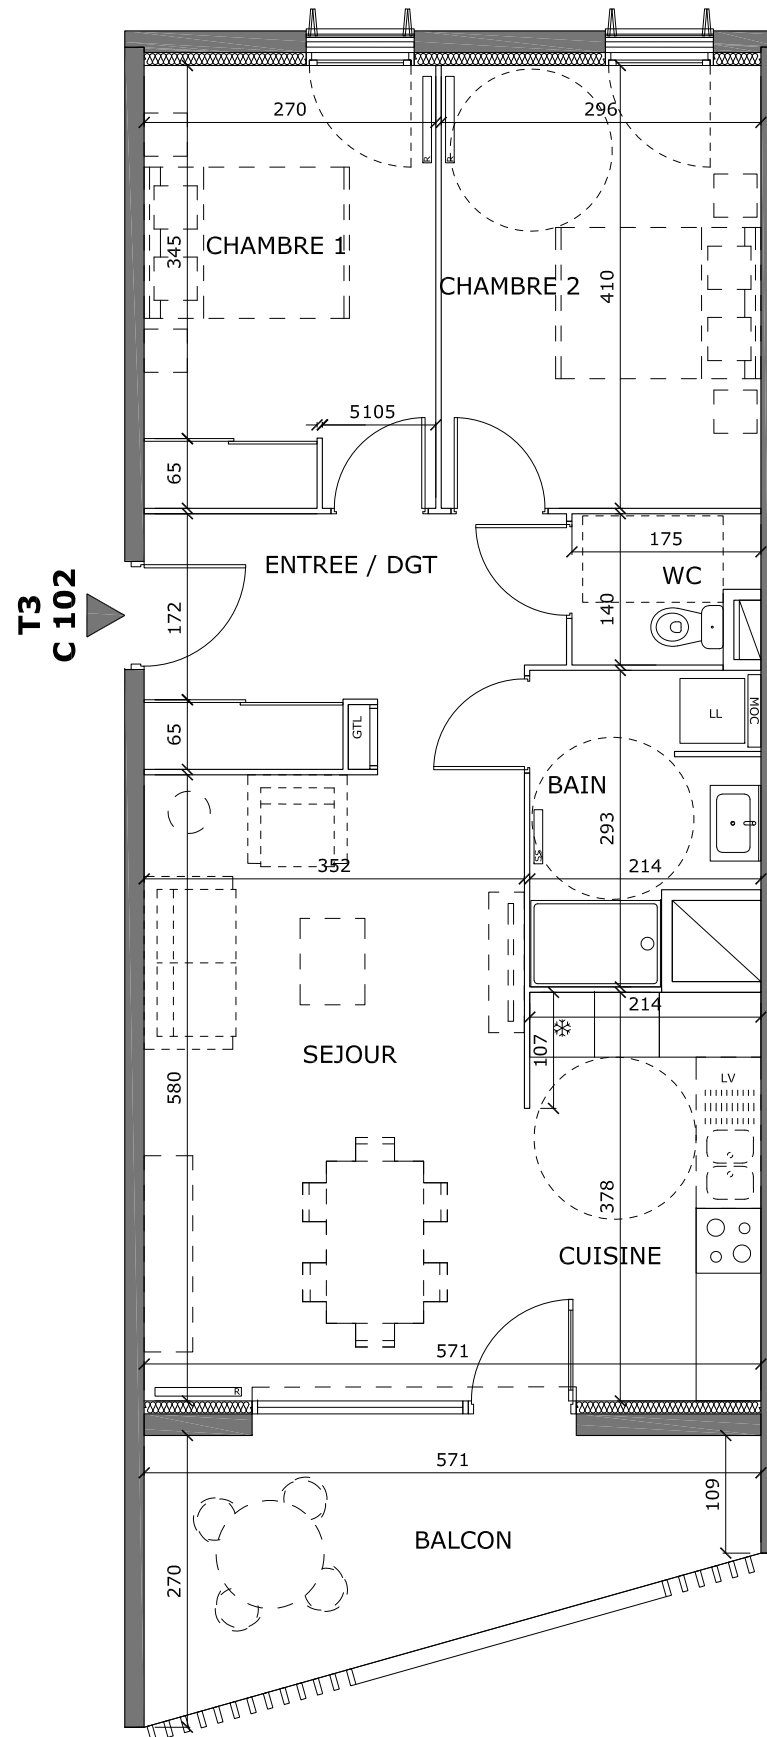 270
296
R
R
345
CHAMBRE 1
CHAMBRE 2
410
5105
65
175
ENTREE / DGT
WC
T3
C 102
172
140
65
GTL
LL
MOC
BAIN
293
SS
352
214
214
107
SEJOUR
580
LV
378
CUISINE
571
R
571
109
BALCON
270